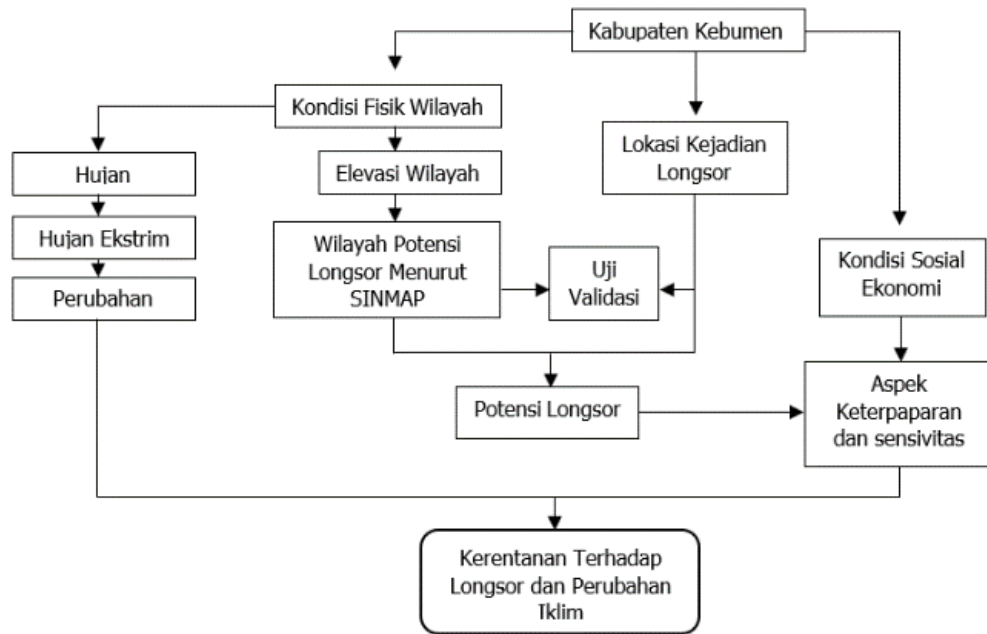 Kabupaten Kebumen
Kondisi Fisik Wilayah
Lokasi Kejadian
Longsor
Hujan
Elevasi Wilayah
Hujan Ekstrim
Wilayah Potensi
Longsor Menurut
SINMAP
Uji
Validasi
Kondisi Sosial
Ekonomi
Perubahan
Potensi Longsor
Aspek
Keterpaparan
dan sensivitas
Kerentanan Terhadap
Longsor dan Perubahan
Iklim